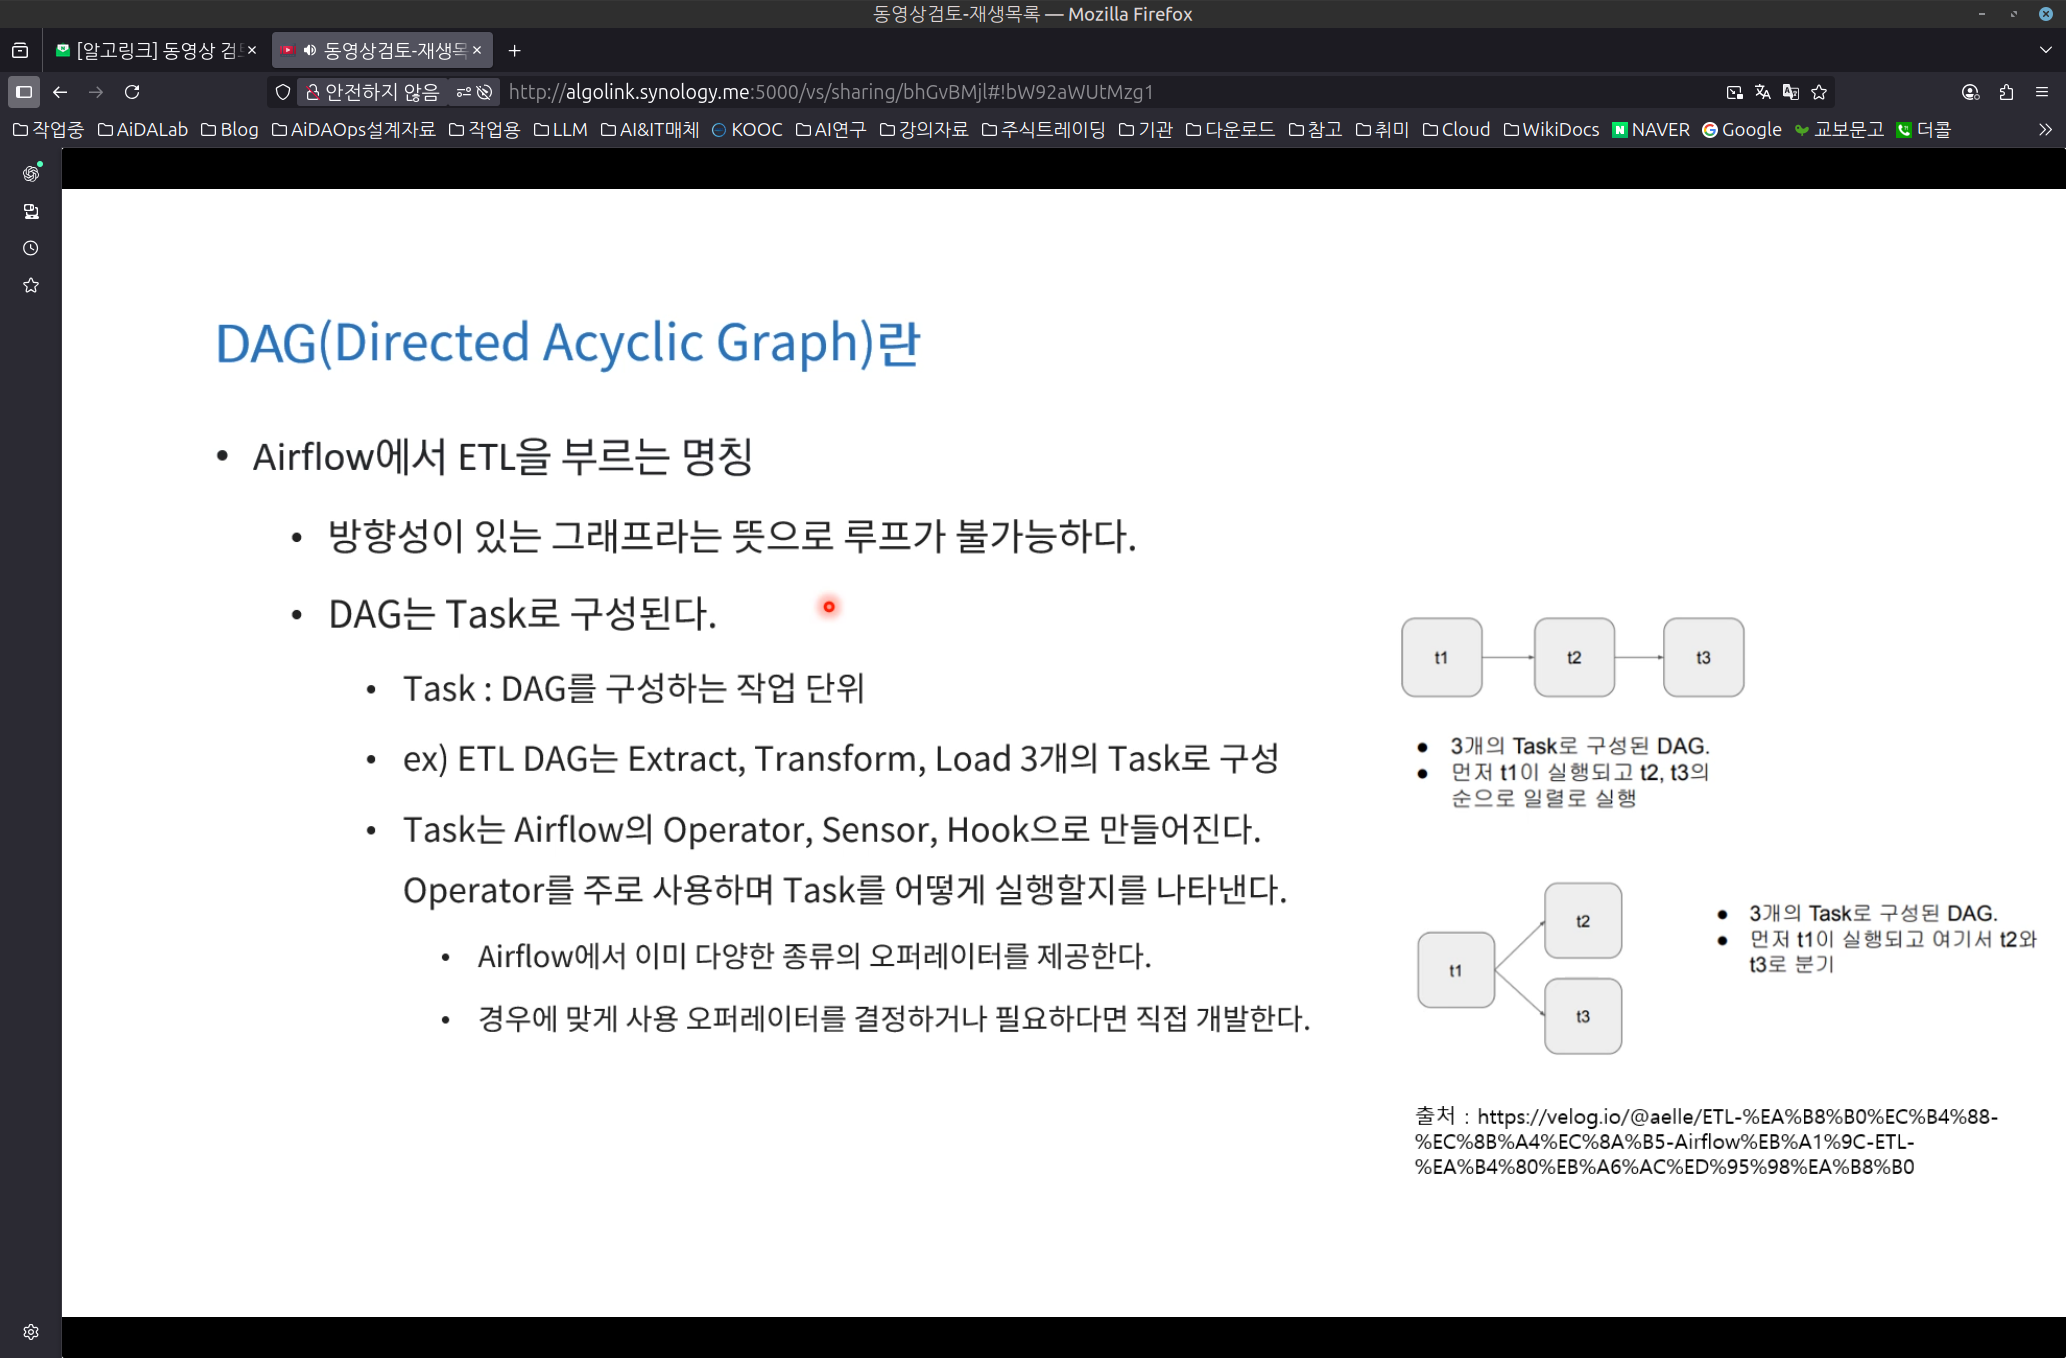 동영상검토-재생목록 — Mozilla Firefox
[알고링크] 동영상 검
동영상검토-재생목
안전하지 않음
http://algolink.synology.me:5000/vs/sharing/bhGvBMjl#!bW92aWUtMzg1
작업중 AiDALab Blog AiDAOps설계자료 작업용 LLM AI&IT매체 KOOC AI연구 강의자료 주식트레이딩 기관 다운로드 참고 취미 Cloud WikiDocs NAVER Google 교보문고 더콜
DAG(Directed Acyclic Graph)란
• Airflow에서 ETL을 부르는 명칭
• 방향성이 있는 그래프라는 뜻으로 루프가 불가능하다.
• DAG는 Task로 구성된다.
• Task : DAG를 구성하는 작업 단위
• ex) ETL DAG는 Extract, Transform, Load 3개의 Task로 구성
• Task는 Airflow의 Operator, Sensor, Hook으로 만들어진다.
Operator를 주로 사용하며 Task를 어떻게 실행할지를 나타낸다.
• Airflow에서 이미 다양한 종류의 오퍼레이터를 제공한다.
• 경우에 맞게 사용 오퍼레이터를 결정하거나 필요하다면 직접 개발한다.
t1 t2 t3
● 3개의 Task로 구성된 DAG.
● 먼저 t1이 실행되고 t2, t3의
순으로 일렬로 실행
t2
t1
t3
● 3개의 Task로 구성된 DAG.
● 먼저 t1이 실행되고 여기서 t2와
t3로 분기
출처 : https://velog.io/@aelle/ETL-%EA%B8%B0%EC%B4%88-
%EC%8B%A4%EC%8A%B5-Airflow%EB%A1%9C-ETL-
%EA%B4%80%EB%A6%AC%ED%95%98%EA%B8%B0